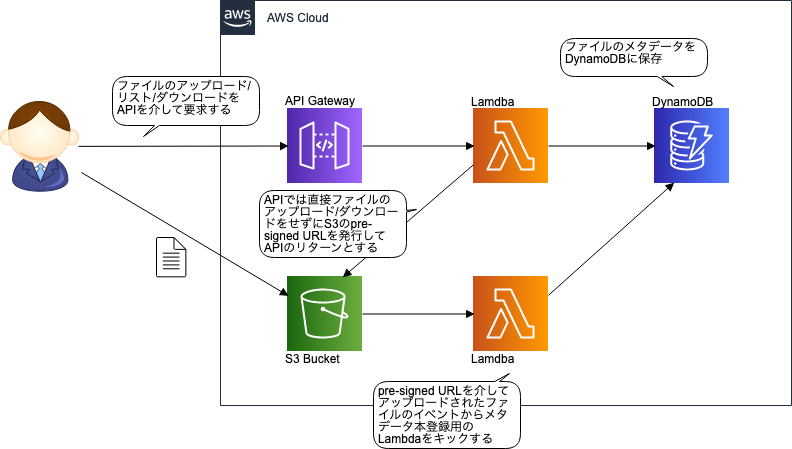 aws
AWS Cloud
ファイルのメタデータを
DynamoDBに保存
ファイルのアップロード/
リスト/ダウンロードを
APIを介して要求する
API Gateway
Lamdba
DynamoDB
</>
APIでは直接ファイルの
アップロード/ダウンロー
ドをせずにS3のpre-
signed URLを発行して
APIのリターンとする
S3 Bucket
Lamdba
pre-signed URLを介して
アップロードされたファ
イルのイベントからメタ
データ本登録用の
Lambdaをキックする